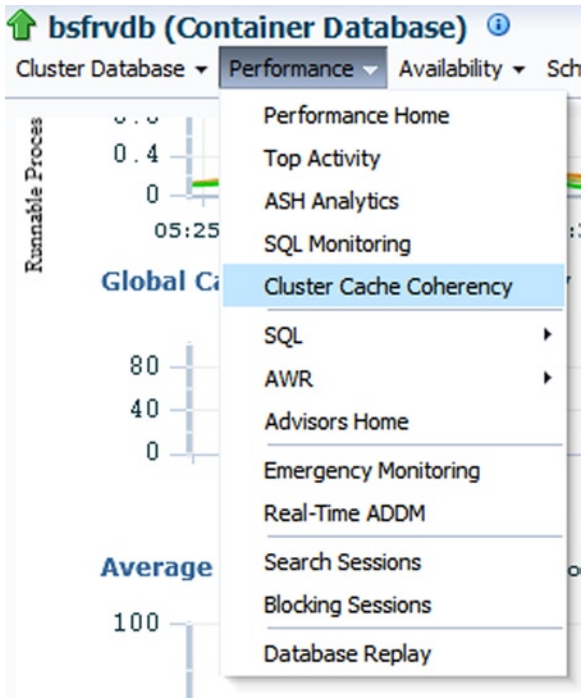 bsfrvdb (Container Database)
Cluster Database Performance Availability Sch
Performance Home
Top Activity
ASH Analytics
SQL Monitoring
Cluster Cache Coherency
SQL
AWR
Advisors Home
Emergency Monitoring
Real-Time ADDM
Search Sessions
Blocking Sessions
Database Replay
Runnable Proces
0.4
0
05:25
Global Ca
80
40
0
Average
100